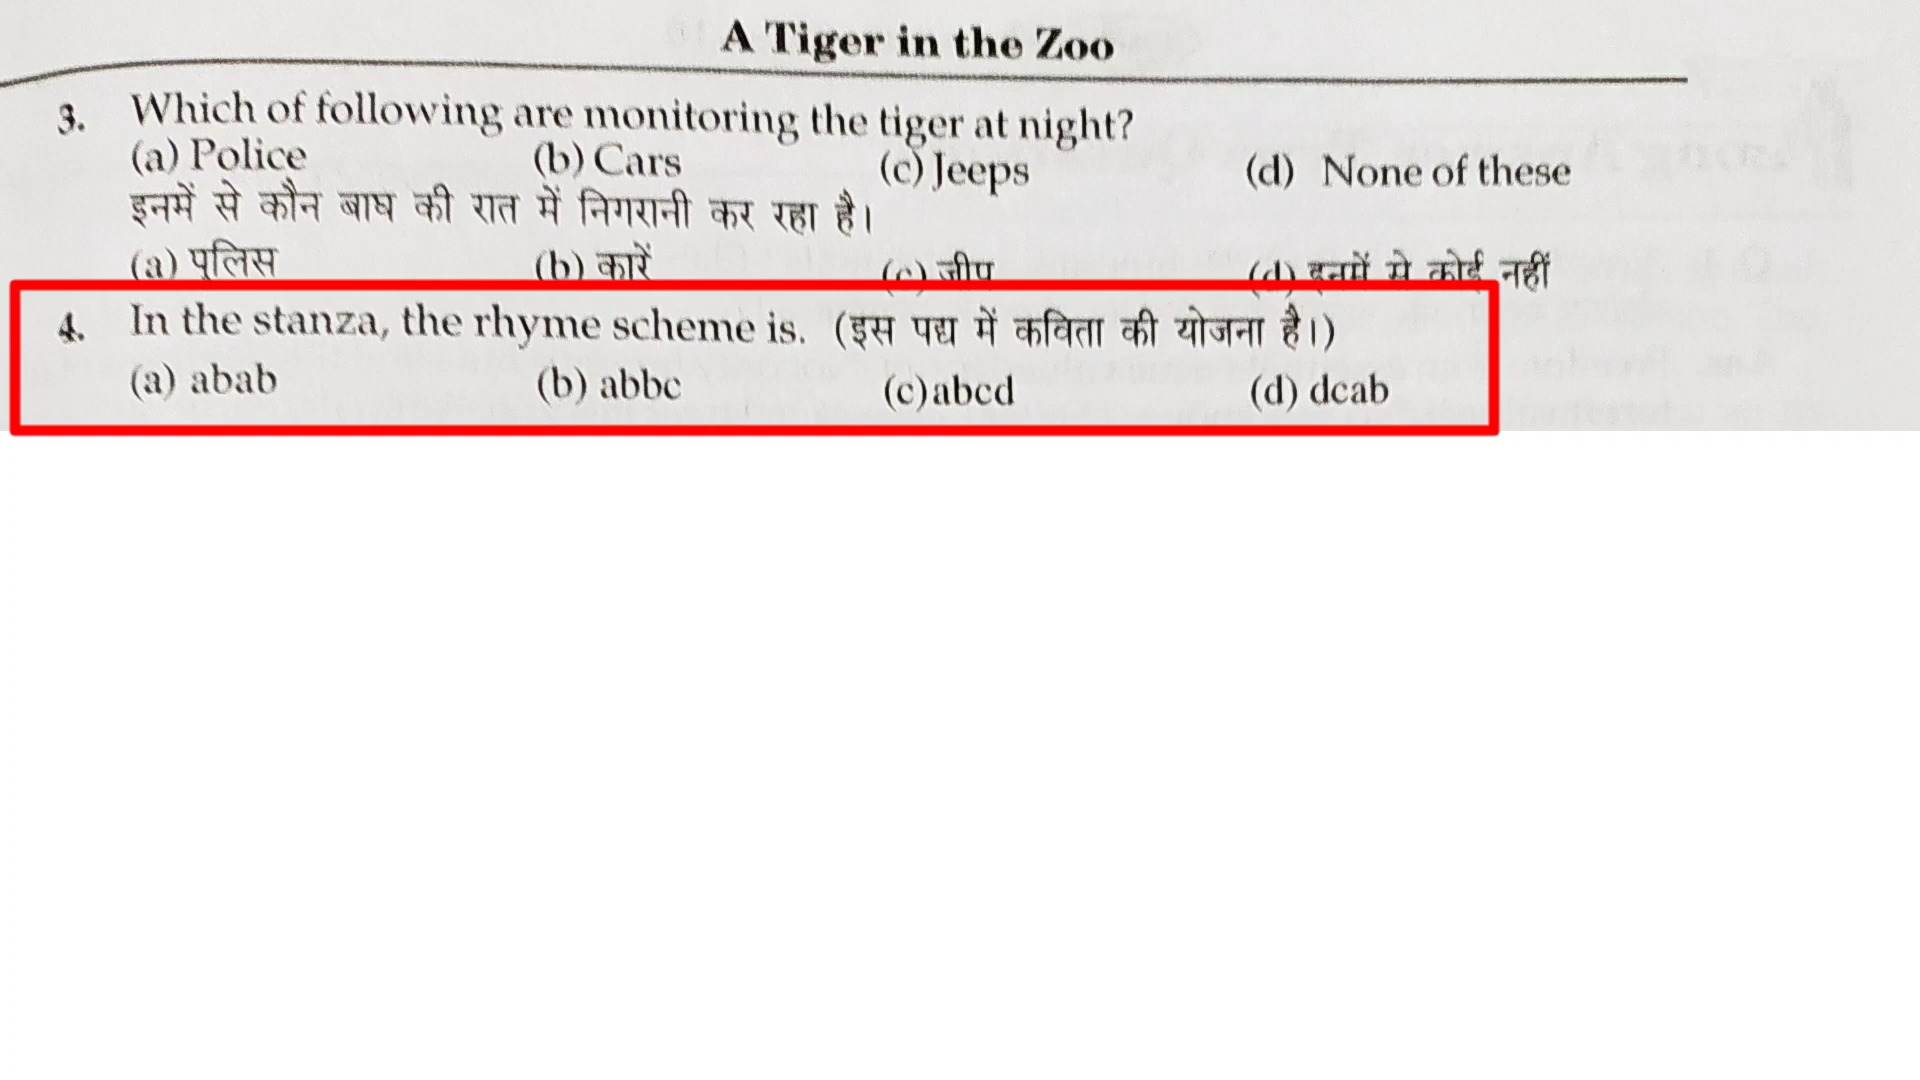 A Tiger in the Zoo
3. Which of following are monitoring the tiger at night?
(a) Police (b) Cars (c) Jeeps (d) None of these
इनमें से कौन बाघ की रात में निगरानी कर रहा है।
(a) पुलिस (b) कारें (c) जीप (d) इनमें से कोई नहीं
4. In the stanza, the rhyme scheme is. (इस पद्य में कविता की योजना है।)
(a) abab (b) abbc (c) abcd (d) dcab